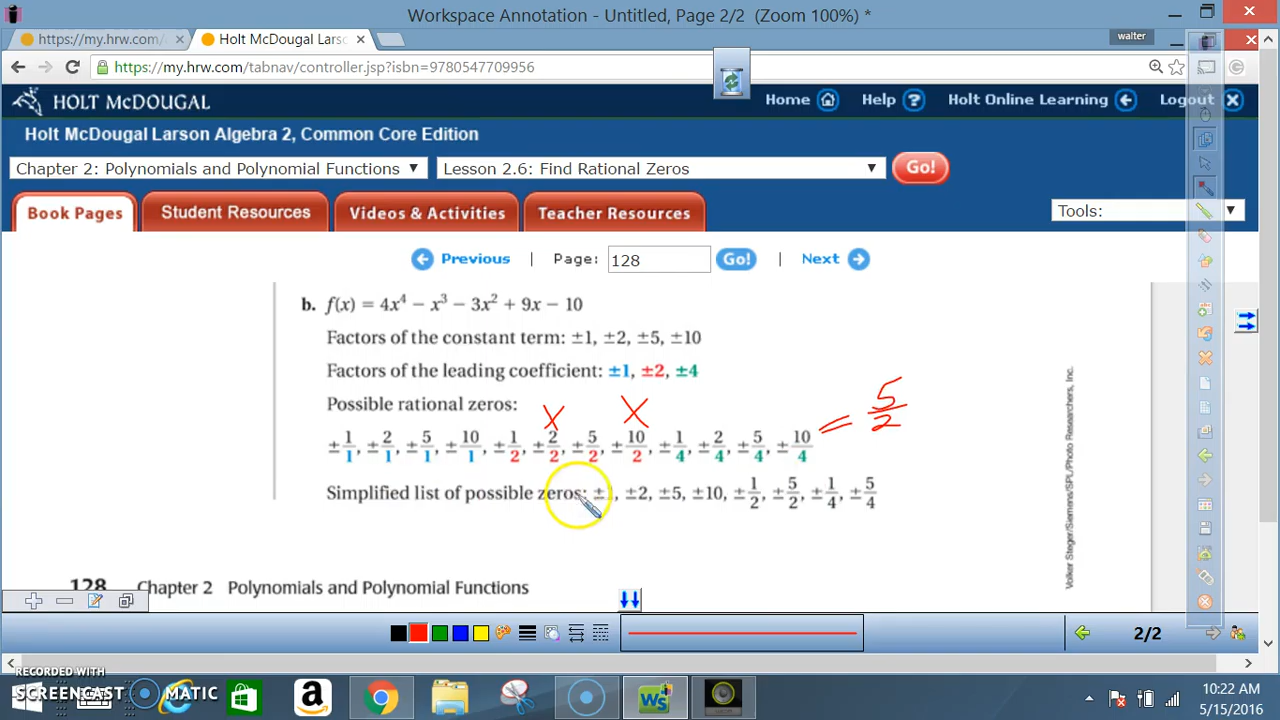 Workspace Annotation - Untitled, Page 2/2 (Zoom 100%) *
https://my.hrw.com/ × Holt McDougal Lars × walter
https://my.hrw.com/tabnav/controller.jsp?isbn=9780547709956
HOLT McDOUGAL Home Help ? Holt Online Learning Logout X
Holt McDougal Larson Algebra 2, Common Core Edition
Chapter 2: Polynomials and Polynomial Functions Lesson 2.6: Find Rational Zeros Go!
Book Pages Student Resources Videos & Activities Teacher Resources Tools:
Previous | Page: 128 Go! | Next
b. f(x) = 4x⁴ − x³ − 3x² + 9x − 10
Factors of the constant term: ±1, ±2, ±5, ±10
Factors of the leading coefficient: ±1, ±2, ±4
Possible rational zeros: X X
±1/1, ±2/1, ±5/1, ±10/1, ±1/2, ±2/2, ±5/2, ±10/2, ±1/4, ±2/4, ±5/4, ±10/4 = 5/2
Simplified list of possible zeros: ±1, ±2, ±5, ±10, ±1/2, ±5/2, ±1/4, ±5/4
Volker Steger/Siemens/SPL/Photo Researchers, Inc.
128 Chapter 2 Polynomials and Polynomial Functions
2/2
RECORDED WITH
SCREENCAST MATIC
10:22 AM
5/15/2016